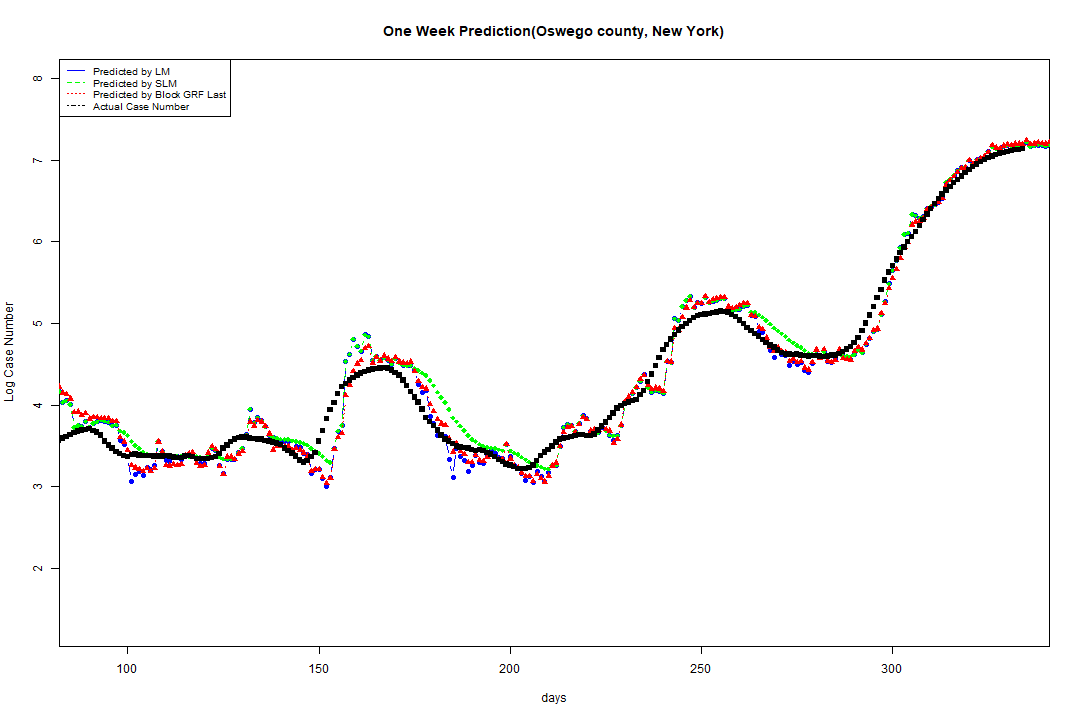 One Week Prediction(Oswego county, New York)
Predicted by LM
Predicted by SLM
Predicted by Block GRF Last
Actual Case Number
8
7
6
5
4
3
2
Log Case Number
100 150 200 250 300
days